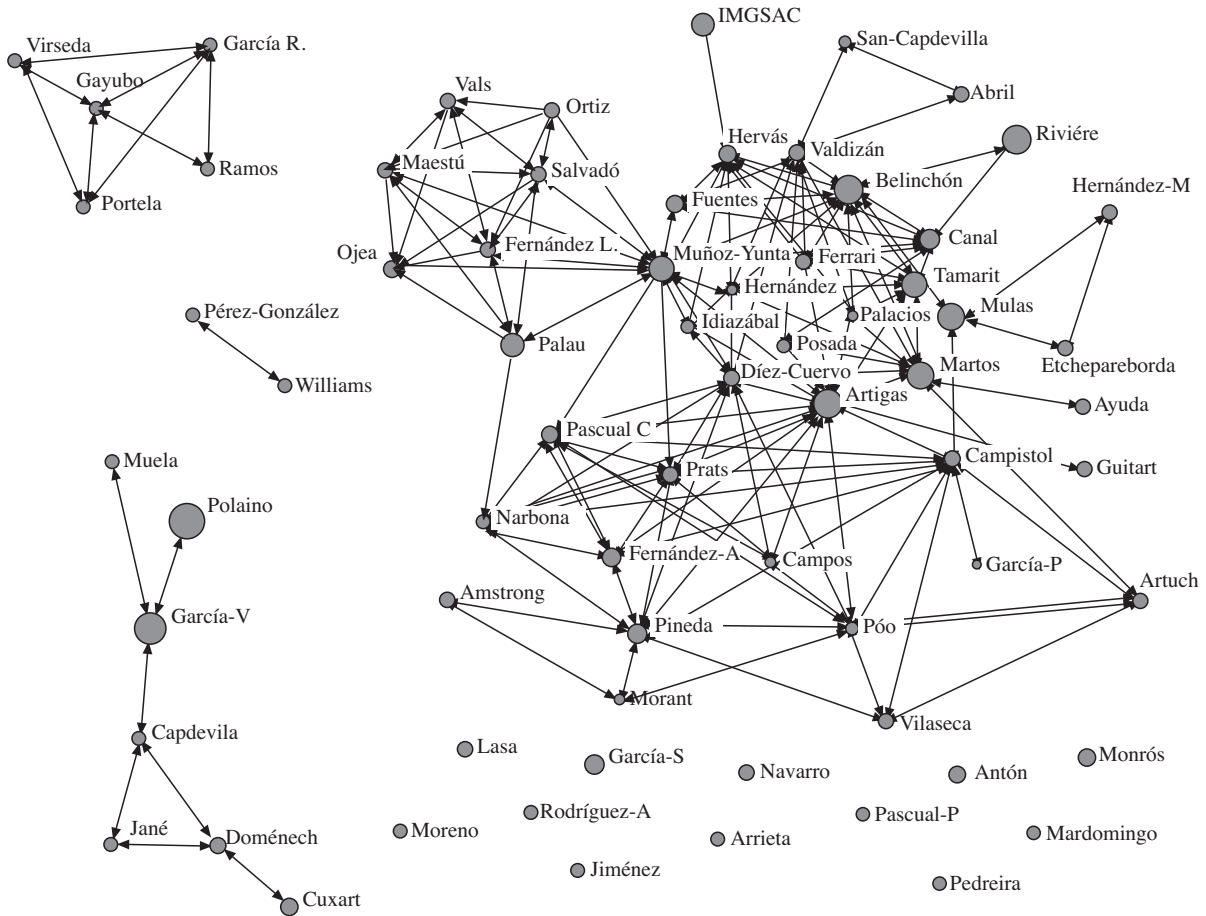 IMGSAC
Virseda
García R.
San-Capdevilla
Gayubo
Vals
Ortiz
Abril
Hervás
Valdizán
Riviére
Maestú
Salvadó
Ramos
Belinchón
Hernández-M
Portela
Fuentes
Ojea
Fernández L.
Muñoz-Yunta
Ferrari
Canal
Tamarit
Hernández
Mulas
Pérez-González
Idiazábal
Palacios
Palau
Posada
Etchepareborda
Williams
Díez-Cuervo
Martos
Artigas
Ayuda
Pascual C
Muela
Prats
Campistol
Guitart
Polaino
Narbona
Fernández-A
Campos
García-P
Artuch
Amstrong
García-V
Pineda
Póo
Morant
Capdevila
Vilaseca
Lasa
García-S
Navarro
Antón
Monrós
Rodríguez-A
Pascual-P
Jané
Doménech
Moreno
Arrieta
Mardomingo
Jiménez
Pedreira
Cuxart